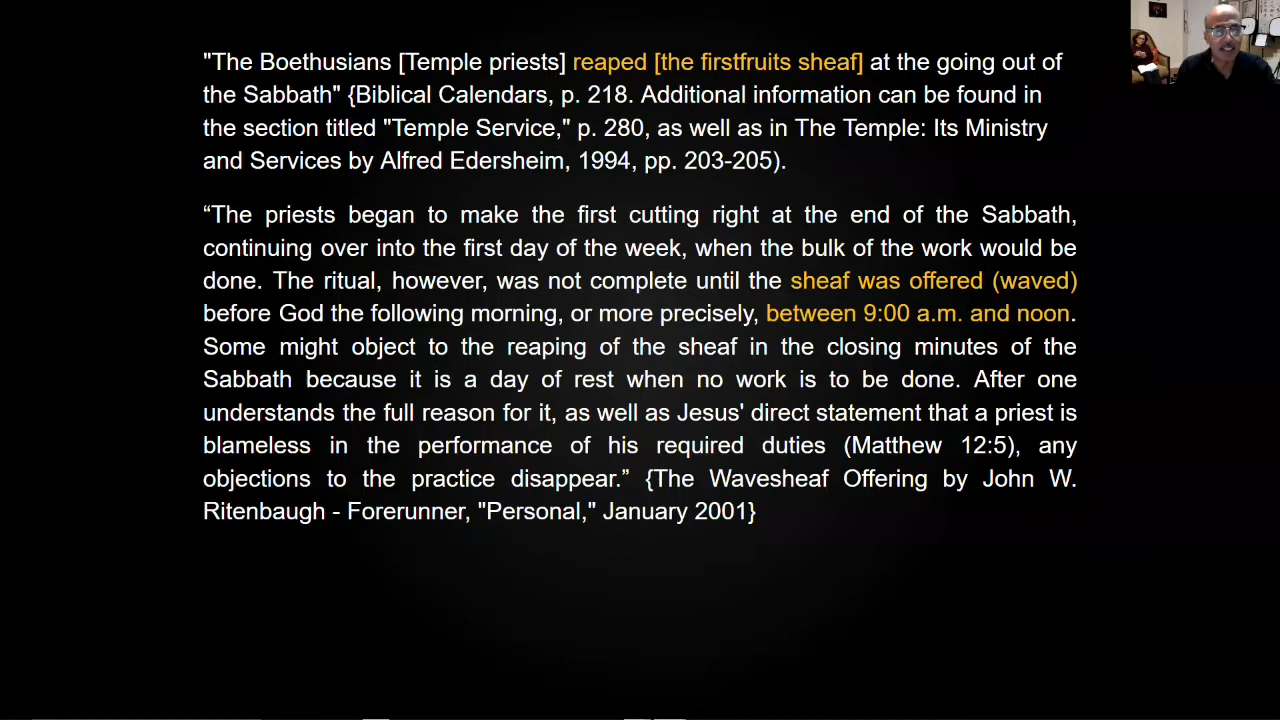 "The Boethusians [Temple priests] reaped [the firstfruits sheaf] at the going out of
the Sabbath" {Biblical Calendars, p. 218. Additional information can be found in
the section titled "Temple Service," p. 280, as well as in The Temple: Its Ministry
and Services by Alfred Edersheim, 1994, pp. 203-205).
“The priests began to make the first cutting right at the end of the Sabbath,
continuing over into the first day of the week, when the bulk of the work would be
done. The ritual, however, was not complete until the sheaf was offered (waved)
before God the following morning, or more precisely, between 9:00 a.m. and noon.
Some might object to the reaping of the sheaf in the closing minutes of the
Sabbath because it is a day of rest when no work is to be done. After one
understands the full reason for it, as well as Jesus' direct statement that a priest is
blameless in the performance of his required duties (Matthew 12:5), any
objections to the practice disappear.” {The Wavesheaf Offering by John W.
Ritenbaugh - Forerunner, "Personal," January 2001}